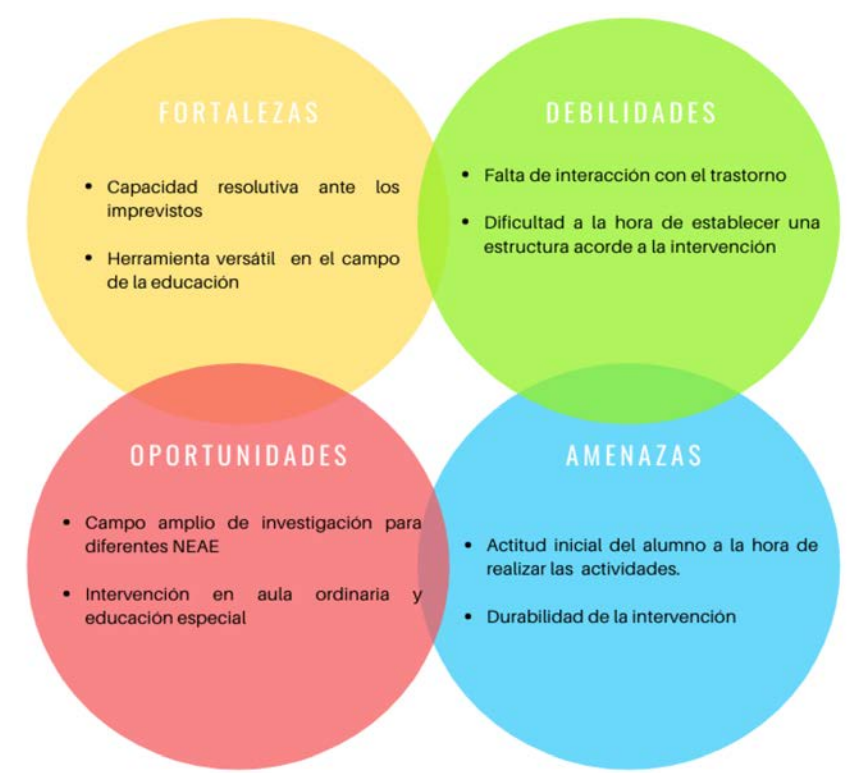 FORTALEZAS
• Capacidad resolutiva ante los
imprevistos
• Herramienta versátil en el campo
de la educación
DEBILIDADES
• Falta de interacción con el trastorno
• Dificultad a la hora de establecer una
estructura acorde a la intervención
OPORTUNIDADES
• Campo amplio de investigación para
diferentes NEAE
• Intervención en aula ordinaria y
educación especial
AMENAZAS
• Actitud inicial del alumno a la hora de
realizar las actividades.
• Durabilidad de la intervención